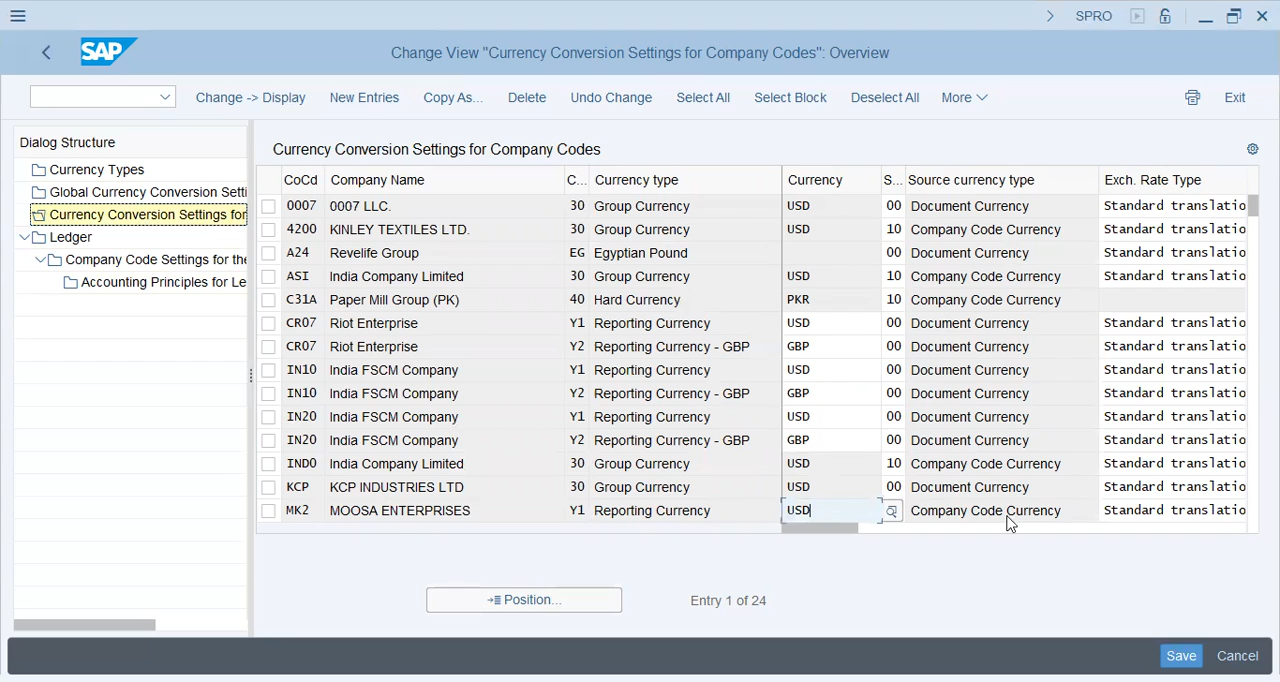 SPRO
SAP
Change View "Currency Conversion Settings for Company Codes": Overview
Change -> Display New Entries Copy As... Delete Undo Change Select All Select Block Deselect All More Exit
Dialog Structure
Currency Types
Global Currency Conversion Setti
Currency Conversion Settings for
Ledger
Company Code Settings for the
Accounting Principles for Le
Currency Conversion Settings for Company Codes
CoCd Company Name C... Currency type Currency S... Source currency type Exch. Rate Type
0007 0007 LLC. 30 Group Currency USD 00 Document Currency Standard translatio
4200 KINLEY TEXTILES LTD. 30 Group Currency USD 10 Company Code Currency Standard translatio
A24 Revelife Group EG Egyptian Pound 00 Document Currency Standard translatio
ASI India Company Limited 30 Group Currency USD 10 Company Code Currency Standard translatio
C31A Paper Mill Group (PK) 40 Hard Currency PKR 10 Company Code Currency
CR07 Riot Enterprise Y1 Reporting Currency USD 00 Document Currency Standard translatio
CR07 Riot Enterprise Y2 Reporting Currency - GBP GBP 00 Document Currency Standard translatio
IN10 India FSCM Company Y1 Reporting Currency USD 00 Document Currency Standard translatio
IN10 India FSCM Company Y2 Reporting Currency - GBP GBP 00 Document Currency Standard translatio
IN20 India FSCM Company Y1 Reporting Currency USD 00 Document Currency Standard translatio
IN20 India FSCM Company Y2 Reporting Currency - GBP GBP 00 Document Currency Standard translatio
IND0 India Company Limited 30 Group Currency USD 10 Company Code Currency Standard translatio
KCP KCP INDUSTRIES LTD 30 Group Currency USD 00 Document Currency Standard translatio
MK2 MOOSA ENTERPRISES Y1 Reporting Currency USD Company Code Currency Standard translatio
Position... Entry 1 of 24
Save Cancel